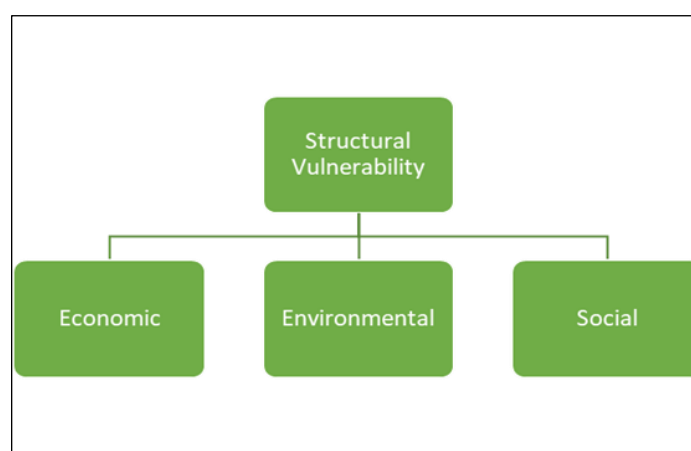 Structural
Vulnerability
Economic
Environmental
Social